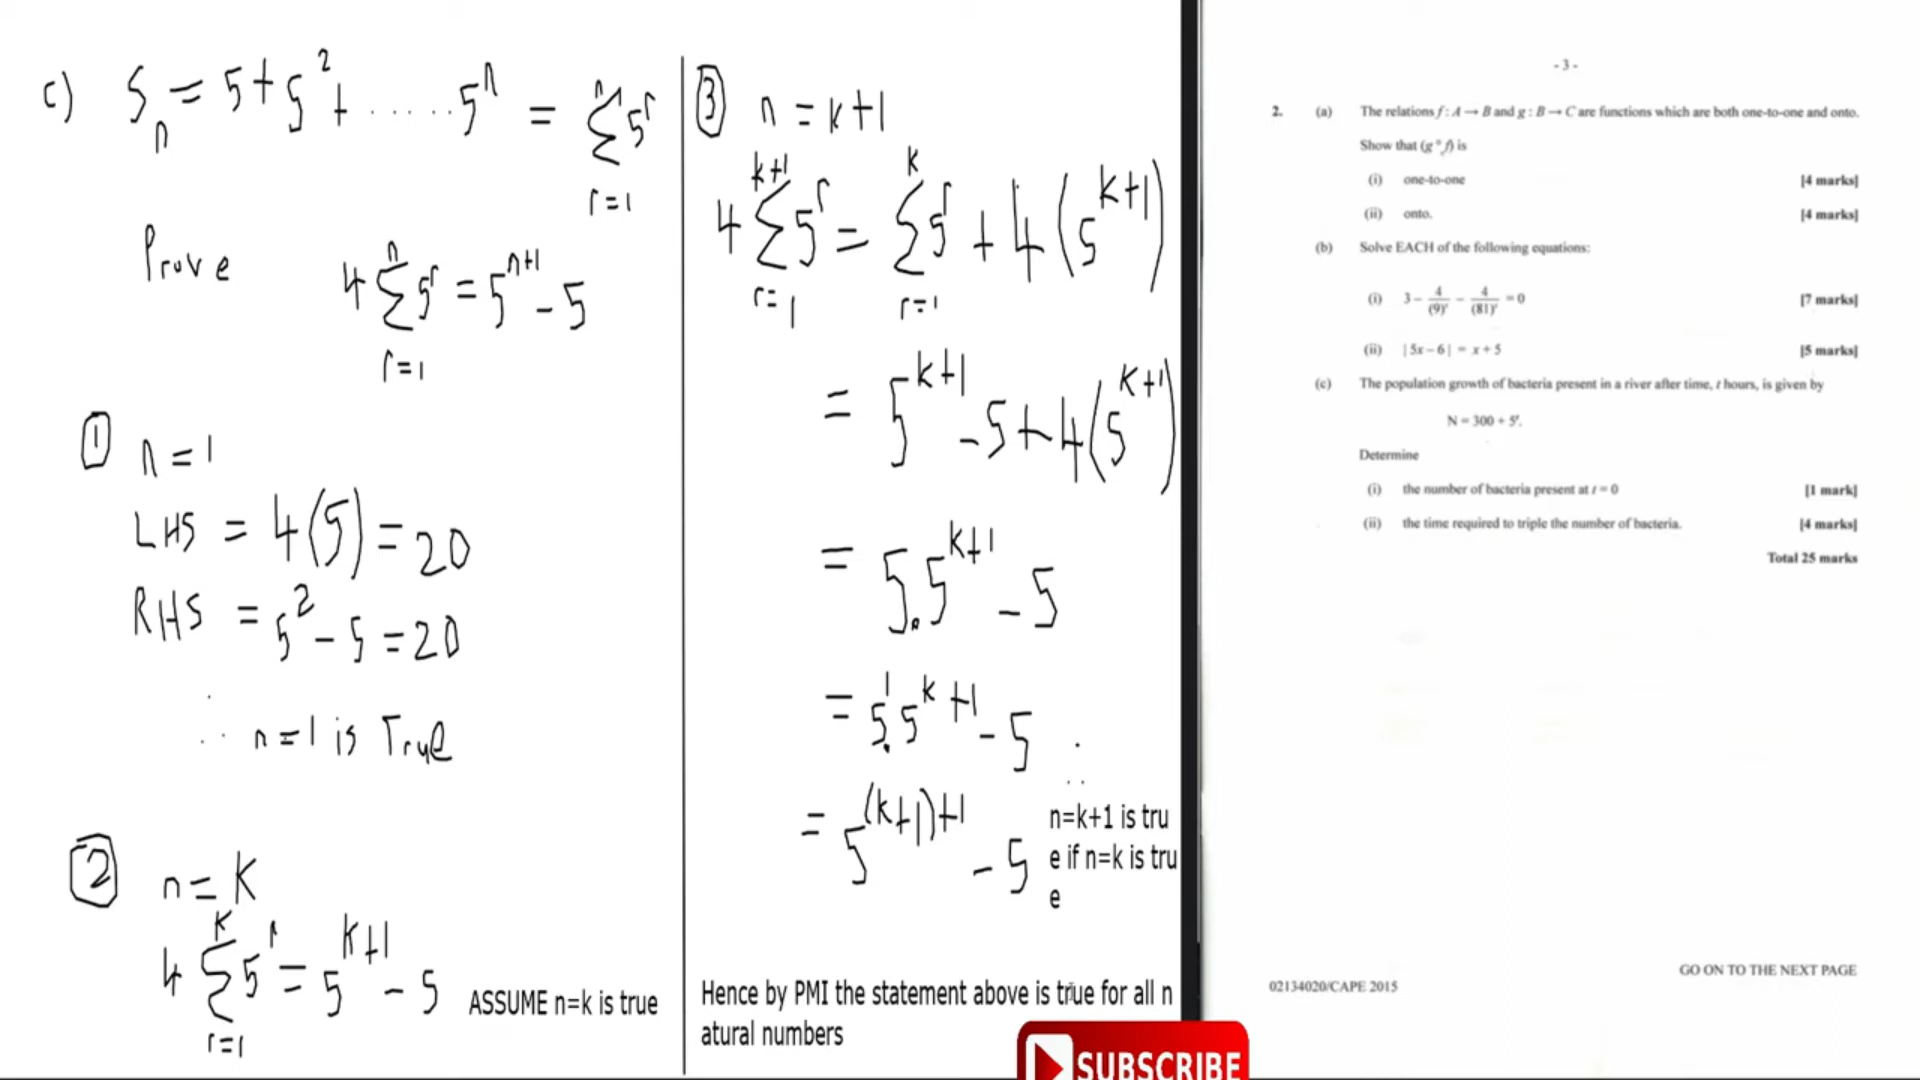 c) S_n = 5 + 5^2 + ...... 5^n = \sum_{r=1}^{n} 5^r
Prove 4 \sum_{r=1}^{n} 5^r = 5^{n+1} - 5
① n = 1
LHS = 4(5) = 20
RHS = 5^2 - 5 = 20
∴ n = 1 is True
② n = K
4 \sum_{r=1}^{K} 5^r = 5^{k+1} - 5 ASSUME n=k is true
③ n = k+1
4 \sum_{r=1}^{k+1} 5^r = \sum_{r=1}^{k} 5^r + 4(5^{k+1})
= 5^{k+1} - 5 + 4(5^{k+1})
= 5.5^{k+1} - 5
= 5^1.5^{k+1} - 5
= 5^{(k+1)+1} - 5
∴
n=k+1 is tru
e if n=k is tru
e
Hence by PMI the statement above is true for all n
atural numbers
SUBSCRIBE
- 3 -
2. (a) The relations f : A → B and g : B → C are functions which are both one-to-one and onto.
Show that (g ∘ f) is
(i) one-to-one [4 marks]
(ii) onto. [4 marks]
(b) Solve EACH of the following equations:
(i) 3 - 4/(9)^x - 4/(81)^x = 0 [7 marks]
(ii) | 5x - 6 | = x + 5 [5 marks]
(c) The population growth of bacteria present in a river after time, t hours, is given by
N = 300 + 5^t.
Determine
(i) the number of bacteria present at t = 0 [1 mark]
(ii) the time required to triple the number of bacteria. [4 marks]
Total 25 marks
GO ON TO THE NEXT PAGE
02134020/CAPE 2015